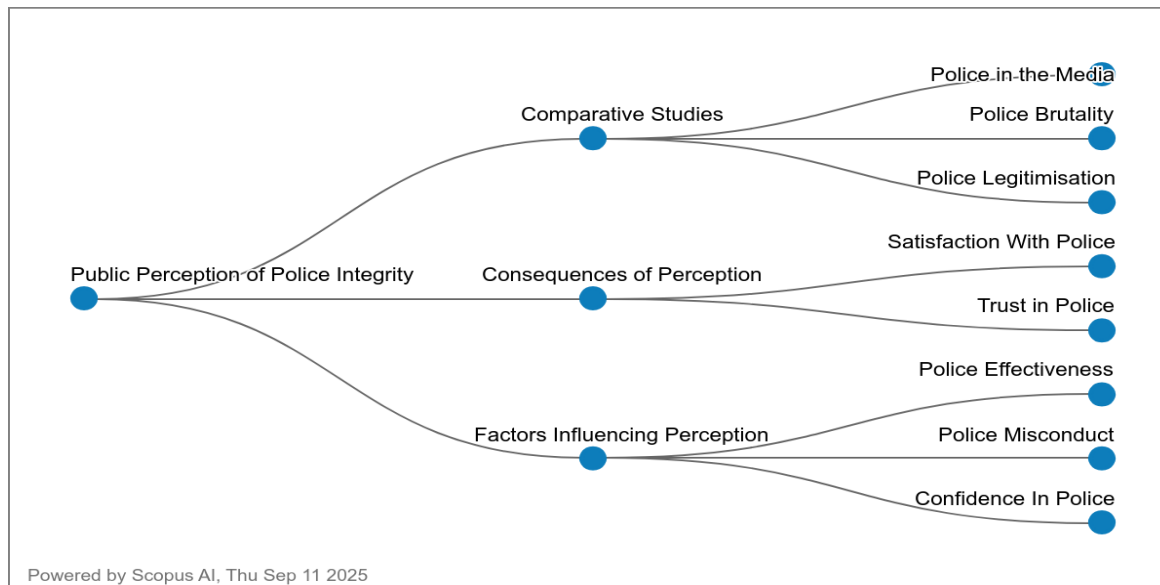 Police in the Media
Comparative Studies
Police Brutality
Police Legitimisation
Satisfaction With Police
Public Perception of Police Integrity
Consequences of Perception
Trust in Police
Police Effectiveness
Factors Influencing Perception
Police Misconduct
Confidence In Police
Powered by Scopus AI, Thu Sep 11 2025